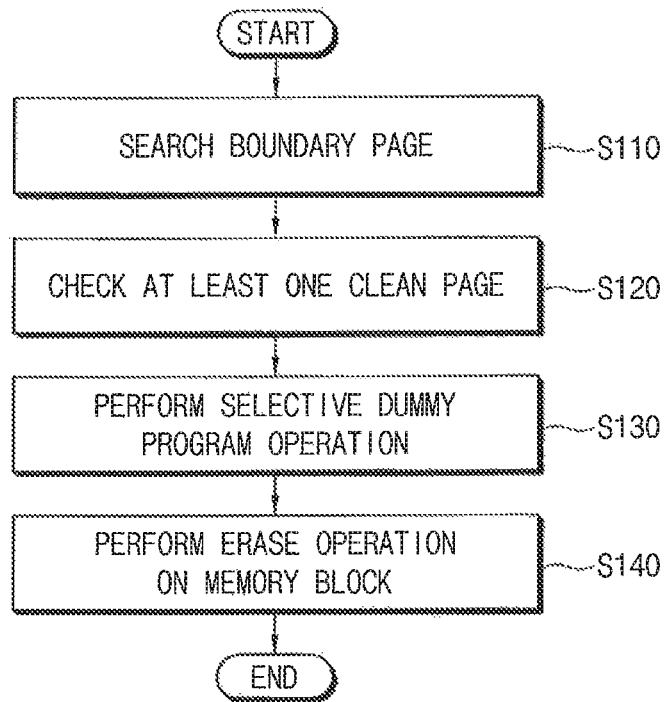 START
SEARCH BOUNDARY PAGE
S110
CHECK AT LEAST ONE CLEAN PAGE
S120
PERFORM SELECTIVE DUMMY
PROGRAM OPERATION
S130
PERFORM ERASE OPERATION
ON MEMORY BLOCK
S140
END